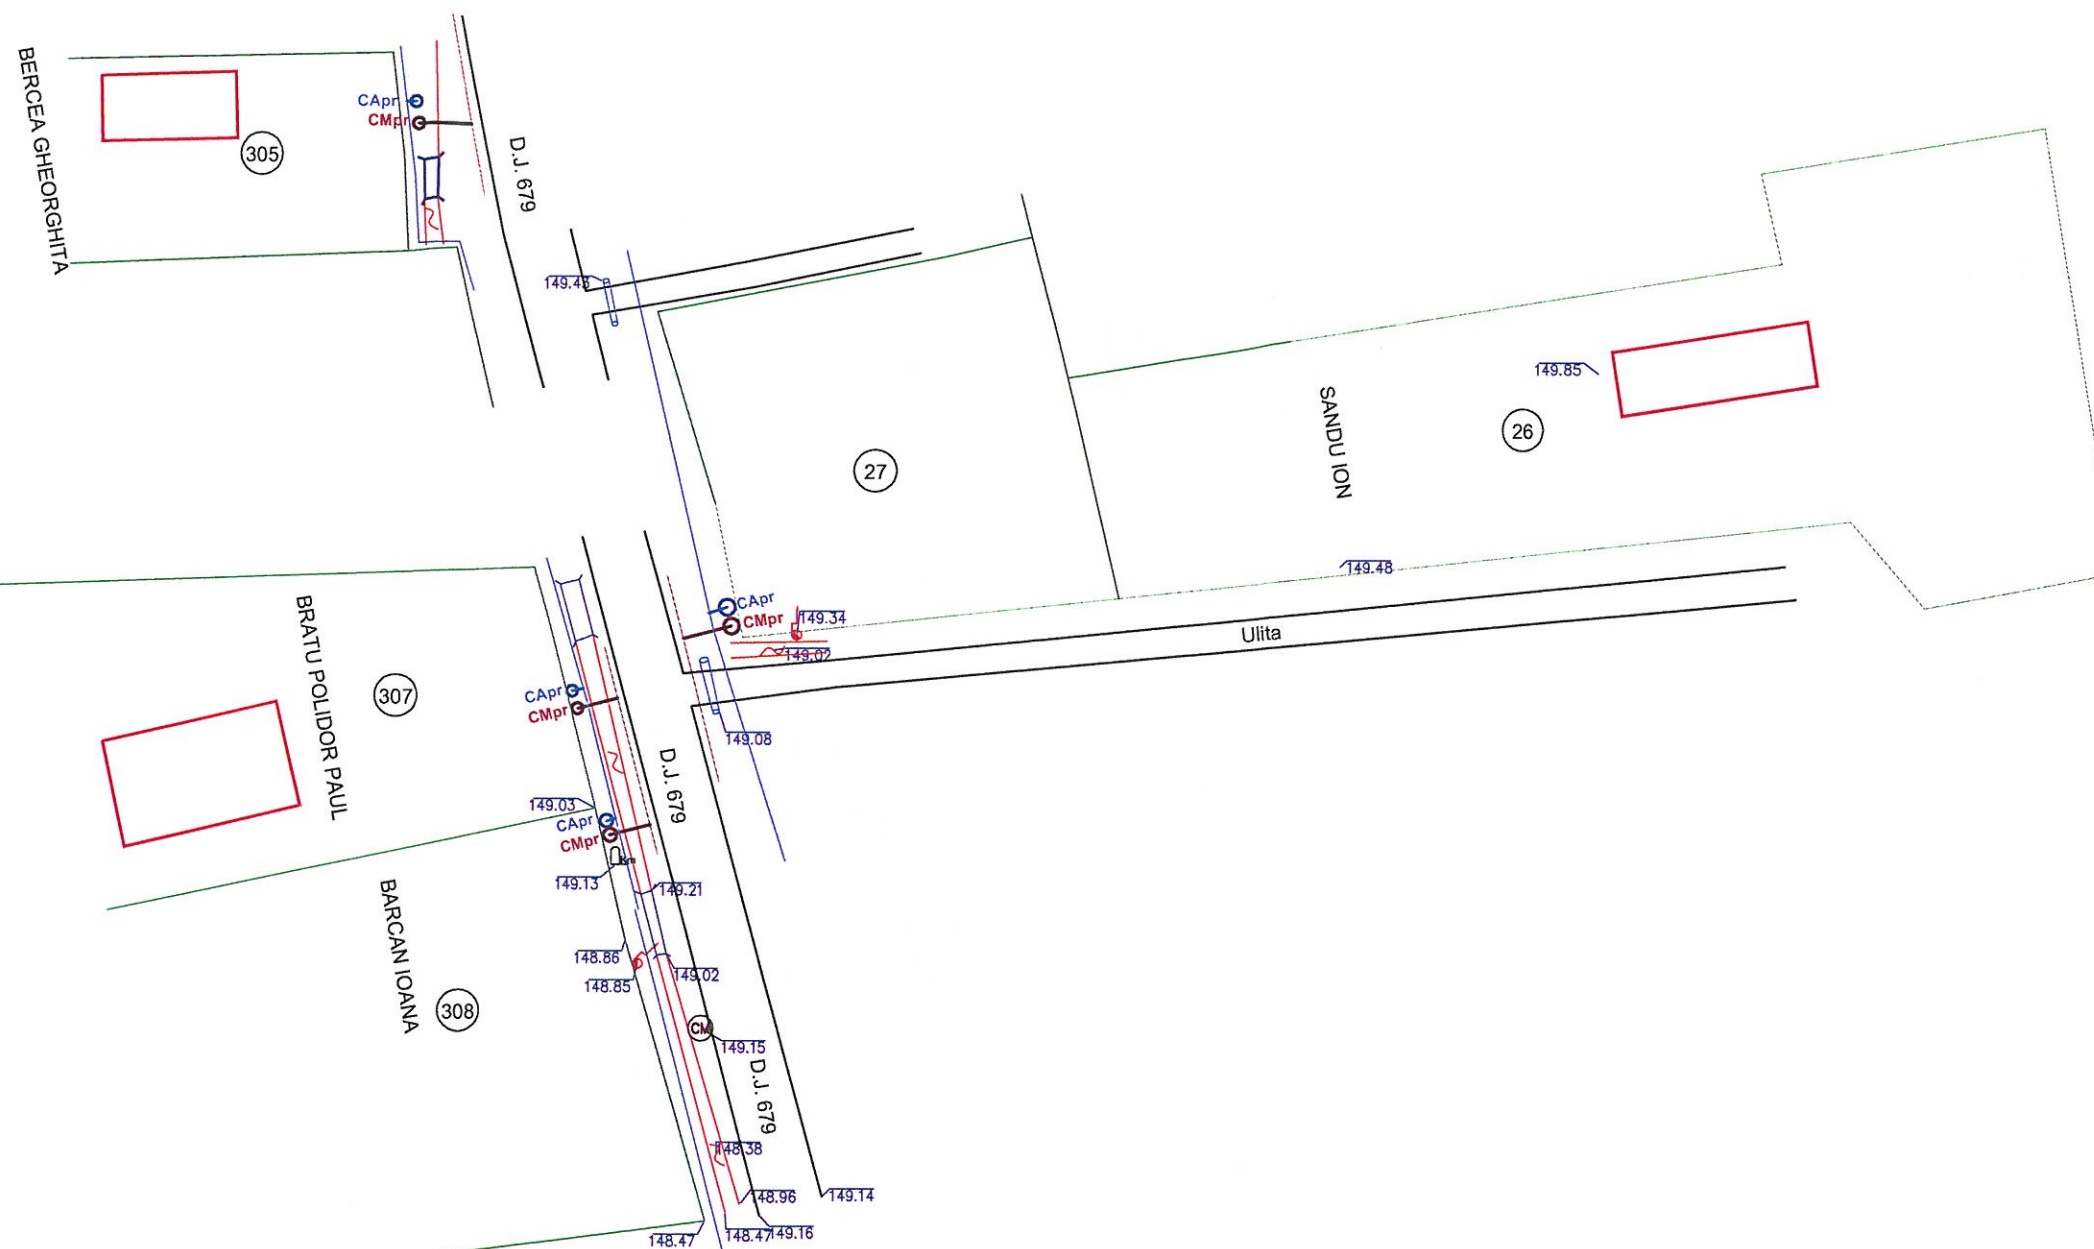 BERCEA GHEORGHITA
CApr
CMpr
305
D.J. 679
149.43
27
SANDU ION
149.85
26
149.48
Ulita
CApr
CMpr
149.34
149.02
149.08
BRATU POLIDOR PAUL
307
CApr
CMpr
D.J. 679
149.03
CApr
CMpr
Km
149.13
149.21
BARCAN IOANA
308
148.86
148.85
149.02
CM
149.15
D.J. 679
148.38
148.96
149.14
148.47
148.47
149.16